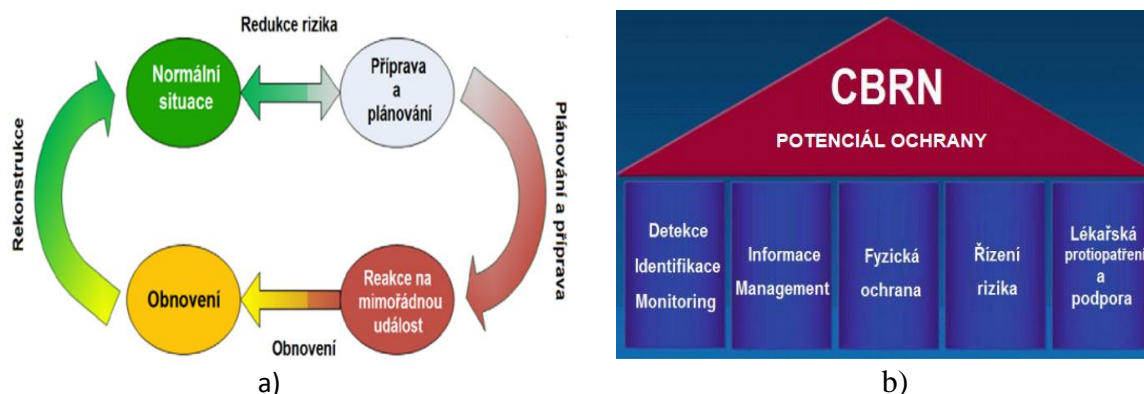 Redukce rizika
Normální
situace
Příprava
a
plánování
Rekonstrukce
Plánování a příprava
Obnovení
Reakce na
mimořádnou
událost
Obnovení
a)
CBRN
POTENCIÁL OCHRANY
Detekce
Identifikace
Monitoring
Informace
Management
Fyzická
ochrana
Řízení
rizika
Lékařská
protiopatření
a
podpora
b)